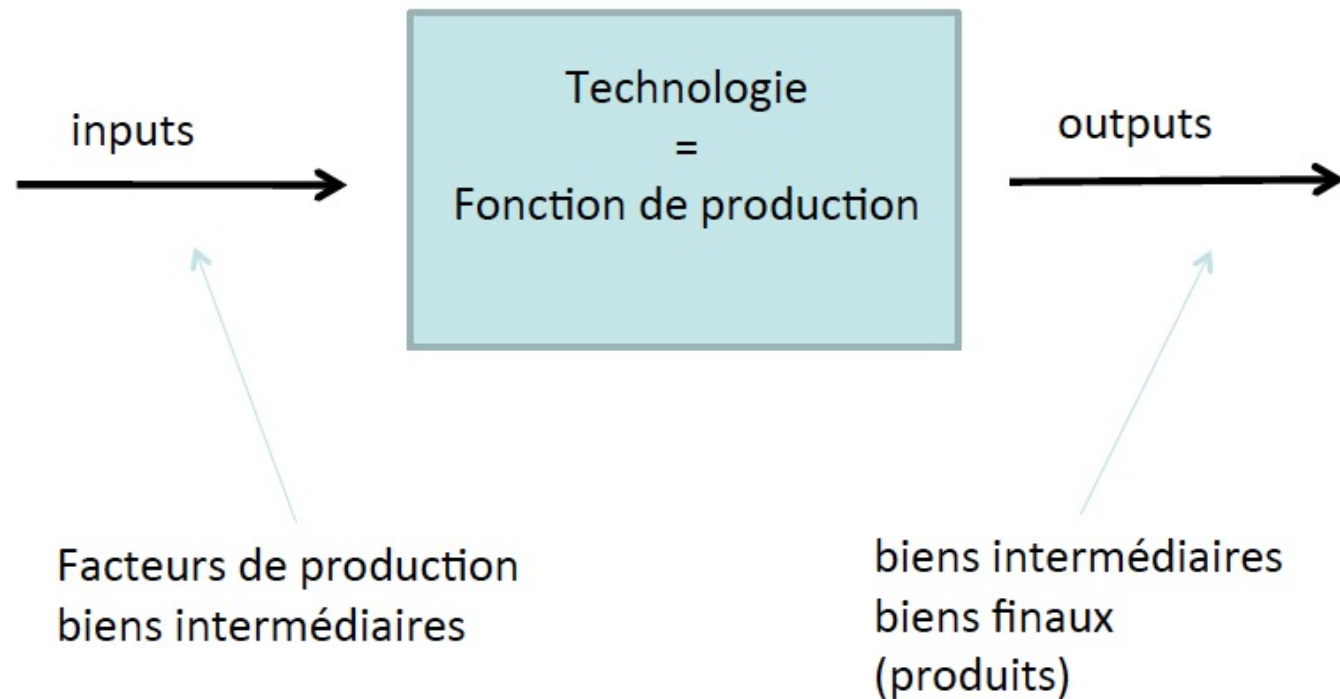 inputs
Technologie
=
Fonction de production
outputs
Facteurs de production
biens intermédiaires
biens intermédiaires
biens finaux
(produits)